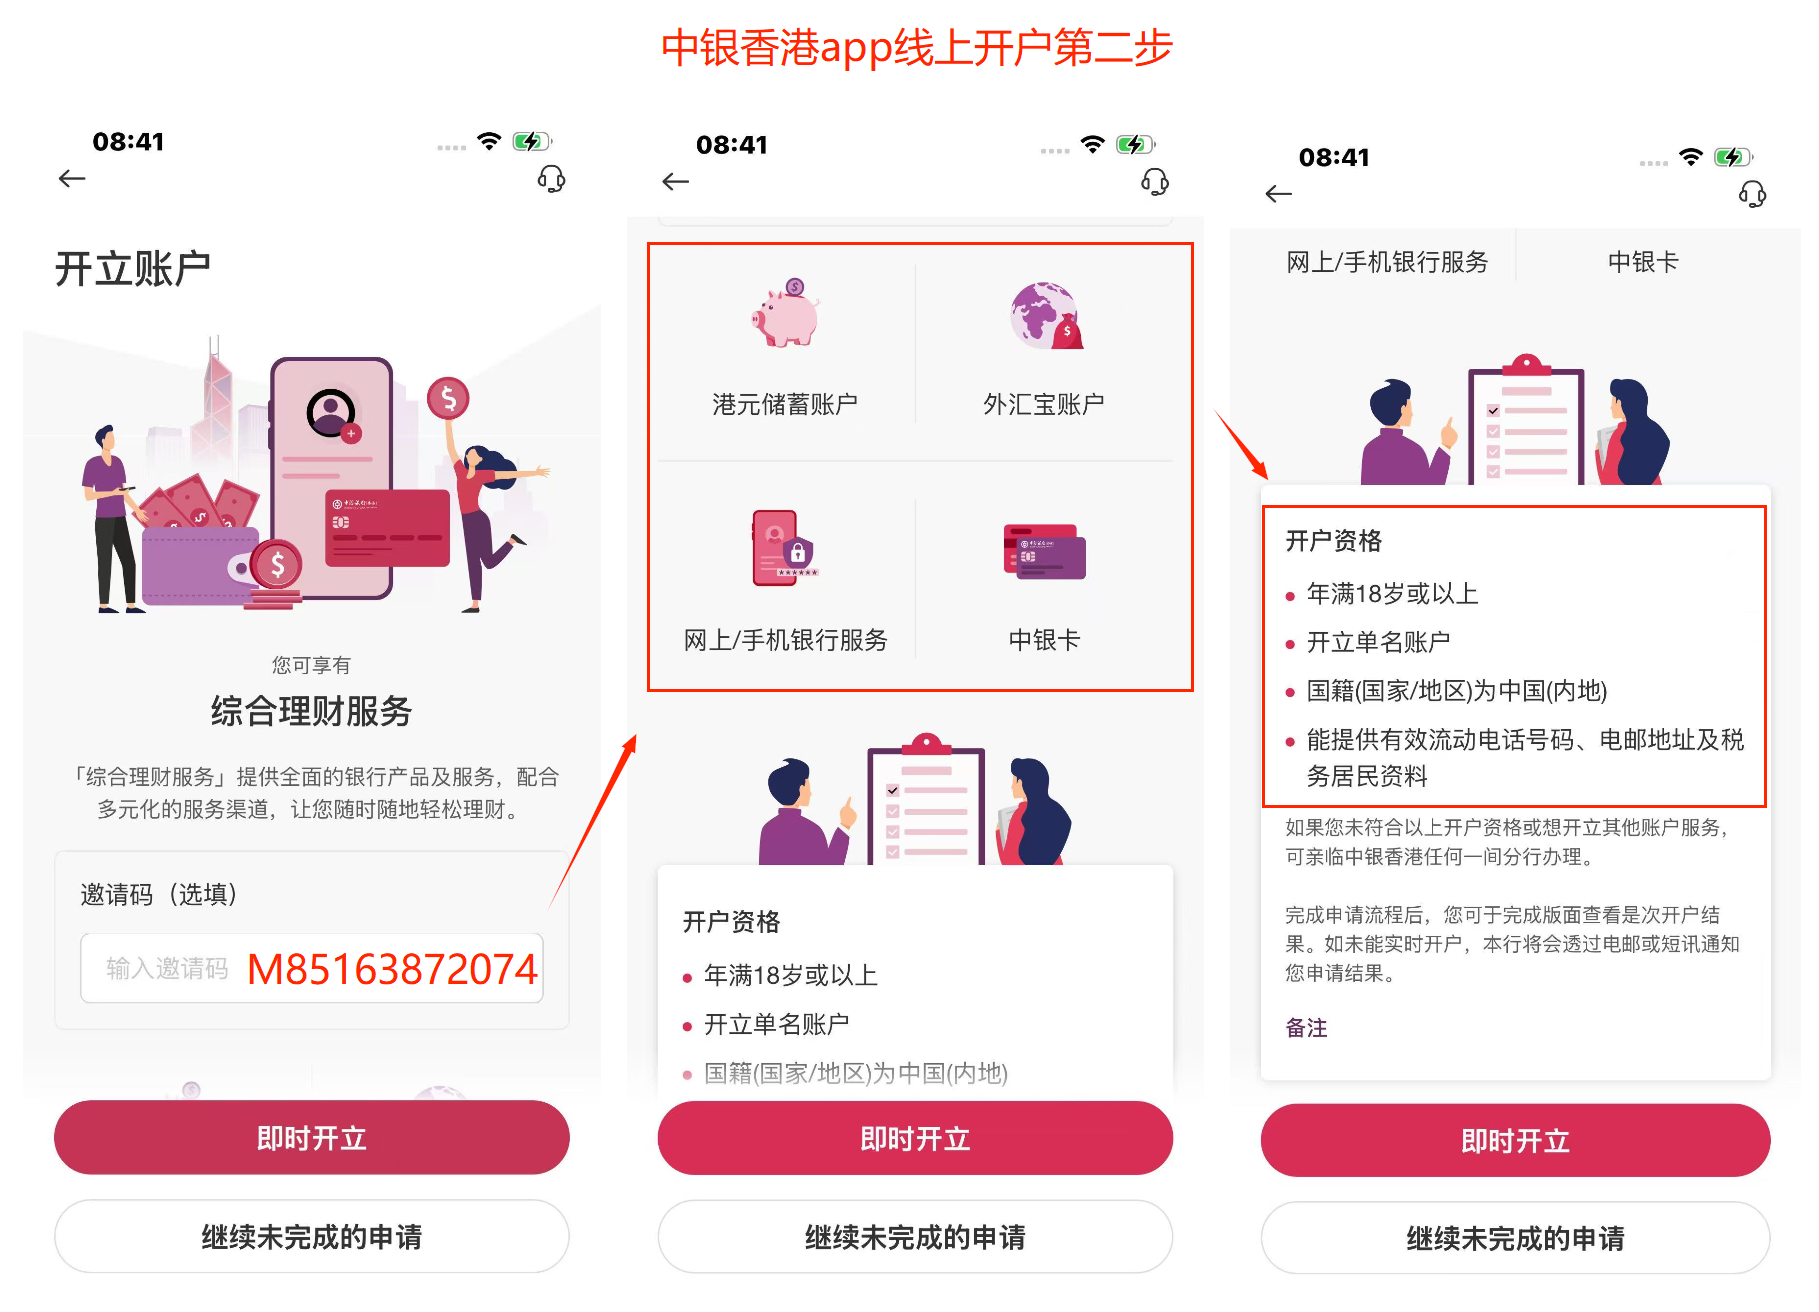 中银香港app线上开户第二步
08:41
开立账户
您可享有
综合理财服务
「综合理财服务」提供全面的银行产品及服务，配合
多元化的服务渠道，让您随时随地轻松理财。
邀请码（选填）
输入邀请码 M85163872074
即时开立
继续未完成的申请
08:41
港元储蓄账户
外汇宝账户
网上/手机银行服务
中银卡
开户资格
年满18岁或以上
开立单名账户
国籍(国家/地区)为中国(内地)
即时开立
继续未完成的申请
08:41
网上/手机银行服务
中银卡
开户资格
年满18岁或以上
开立单名账户
国籍(国家/地区)为中国(内地)
能提供有效流动电话号码、电邮地址及税
务居民资料
如果您未符合以上开户资格或想开立其他账户服务，
可亲临中银香港任何一间分行办理。
完成申请流程后，您可于完成版面查看是次开户结
果。如未能实时开户，本行将会透过电邮或短讯通知
您申请结果。
备注
即时开立
继续未完成的申请